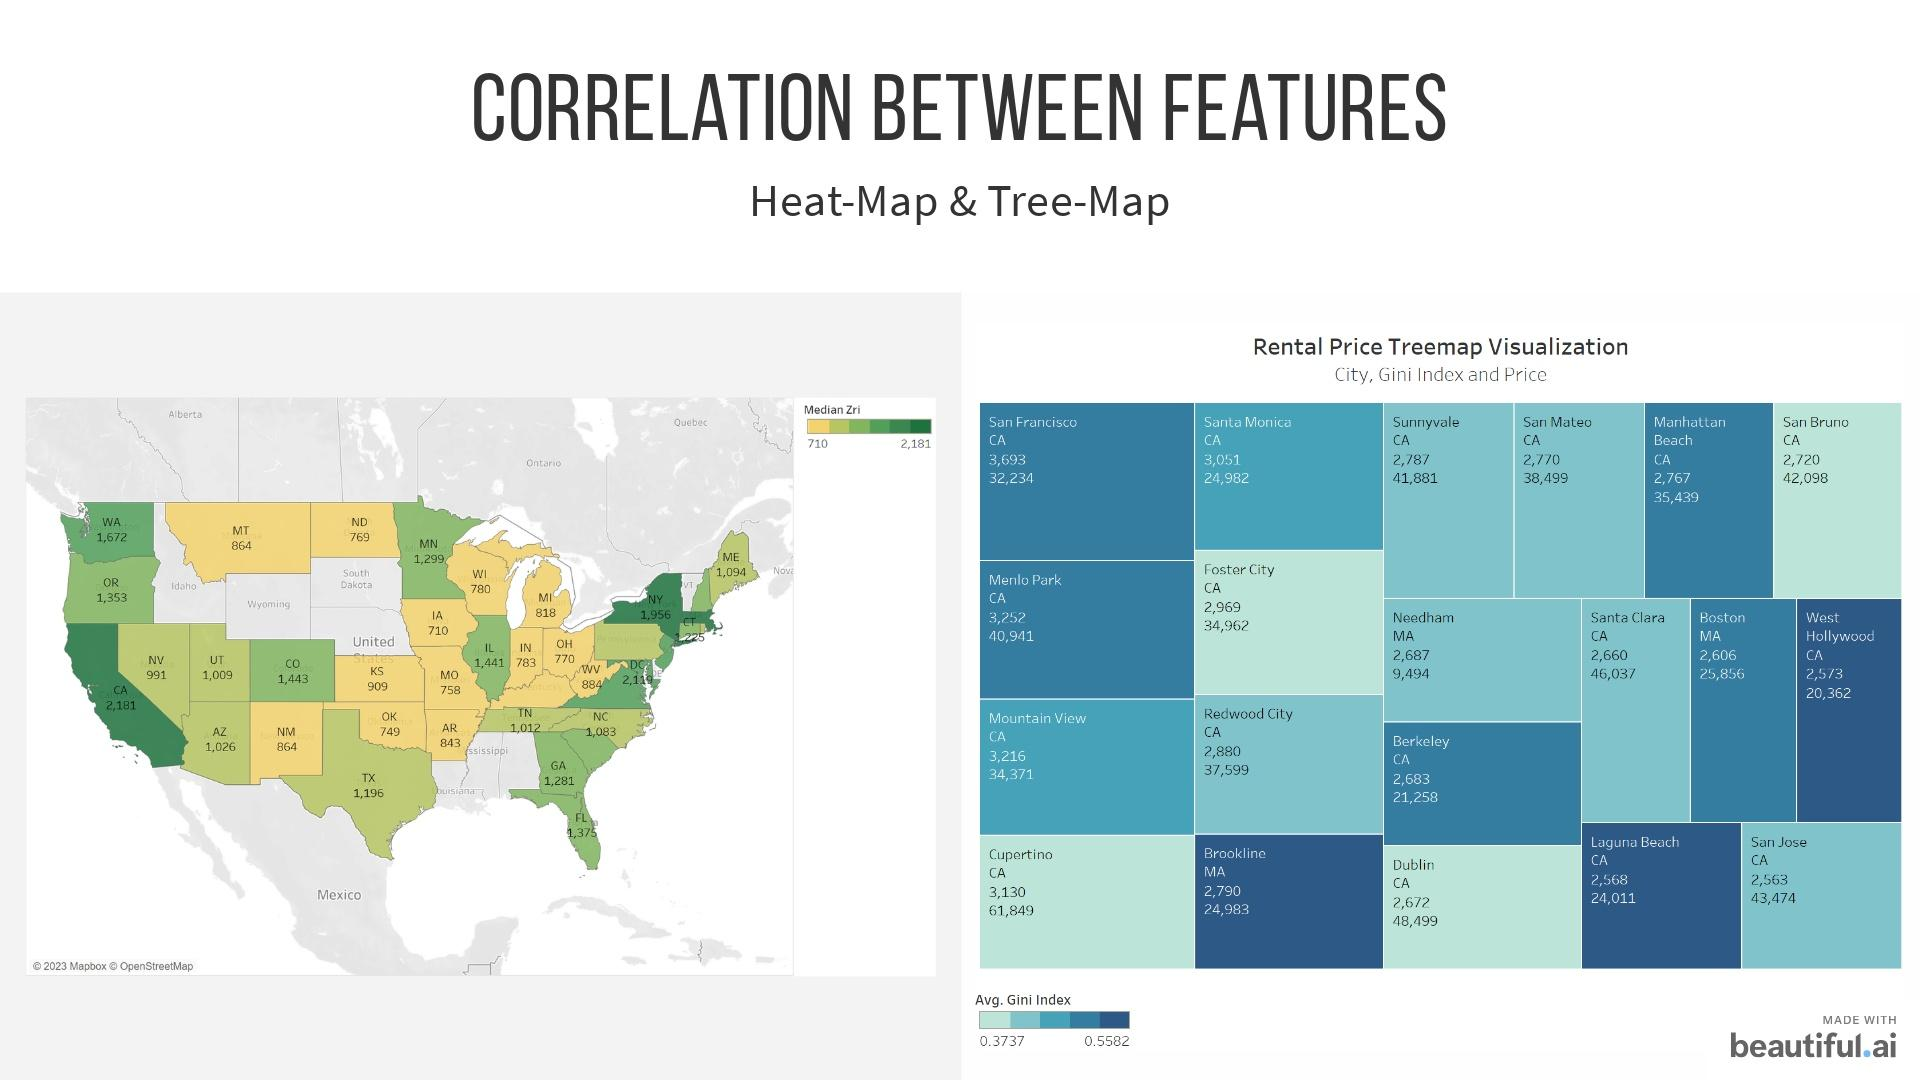 CORRELATION BETWEEN FEATURES
Heat-Map & Tree-Map
Median Zri
710 2,181
Alberta
Quebec
Ontario
Nova
WA
1,672
MT
864
ND
769
MN
1,299
OR
1,353
Idaho
South
Dakota
Wyoming
WI
780
MI
818
ME
1,094
VT
NY
1,956
CT
1,225
IA
710
United
States
NV
991
UT
1,009
CO
1,443
KS
909
MO
758
IL
1,441
IN
783
OH
770
Pennsylvania
WV
884
DC
2,119
CA
2,181
AZ
1,026
NM
864
OK
749
AR
843
TN
1,012
NC
1,083
ssissippi
GA
1,281
TX
1,196
ouisiana
FL
1,375
Mexico
© 2023 Mapbox © OpenStreetMap
Rental Price Treemap Visualization
City, Gini Index and Price
San Francisco
CA
3,693
32,234
Menlo Park
CA
3,252
40,941
Mountain View
CA
3,216
34,371
Cupertino
CA
3,130
61,849
Santa Monica
CA
3,051
24,982
Foster City
CA
2,969
34,962
Redwood City
CA
2,880
37,599
Brookline
MA
2,790
24,983
Sunnyvale
CA
2,787
41,881
San Mateo
CA
2,770
38,499
Manhattan
Beach
CA
2,767
35,439
San Bruno
CA
2,720
42,098
Needham
MA
2,687
9,494
Berkeley
CA
2,683
21,258
Dublin
CA
2,672
48,499
Santa Clara
CA
2,660
46,037
Boston
MA
2,606
25,856
West
Hollywood
CA
2,573
20,362
Laguna Beach
CA
2,568
24,011
San Jose
CA
2,563
43,474
Avg. Gini Index
0.3737 0.5582
MADE WITH
beautiful.ai